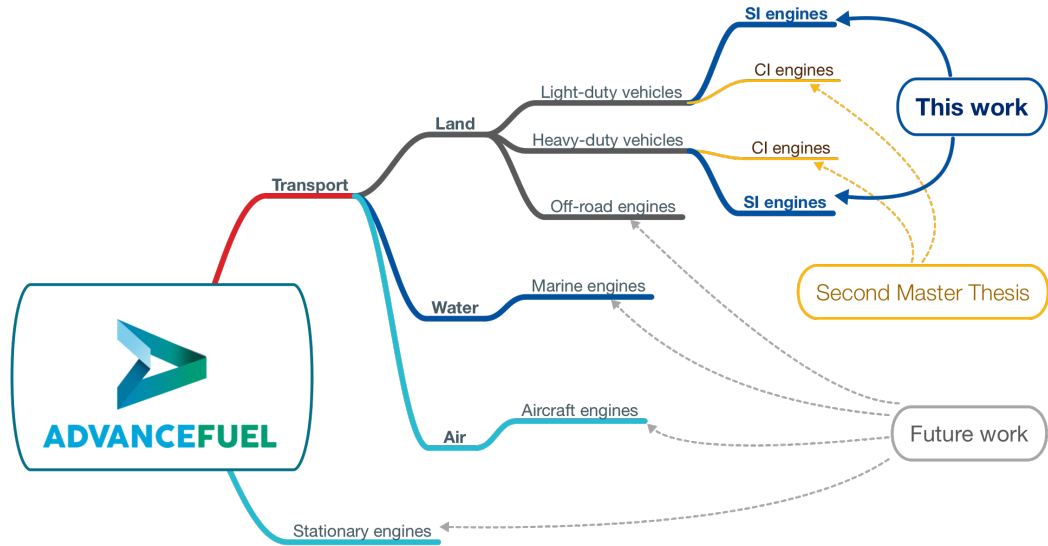 SI engines
CI engines
Light-duty vehicles
This work
Land
Heavy-duty vehicles
CI engines
Transport
Off-road engines
SI engines
Marine engines
Second Master Thesis
Water
ADVANCEFUEL
Aircraft engines
Air
Future work
Stationary engines